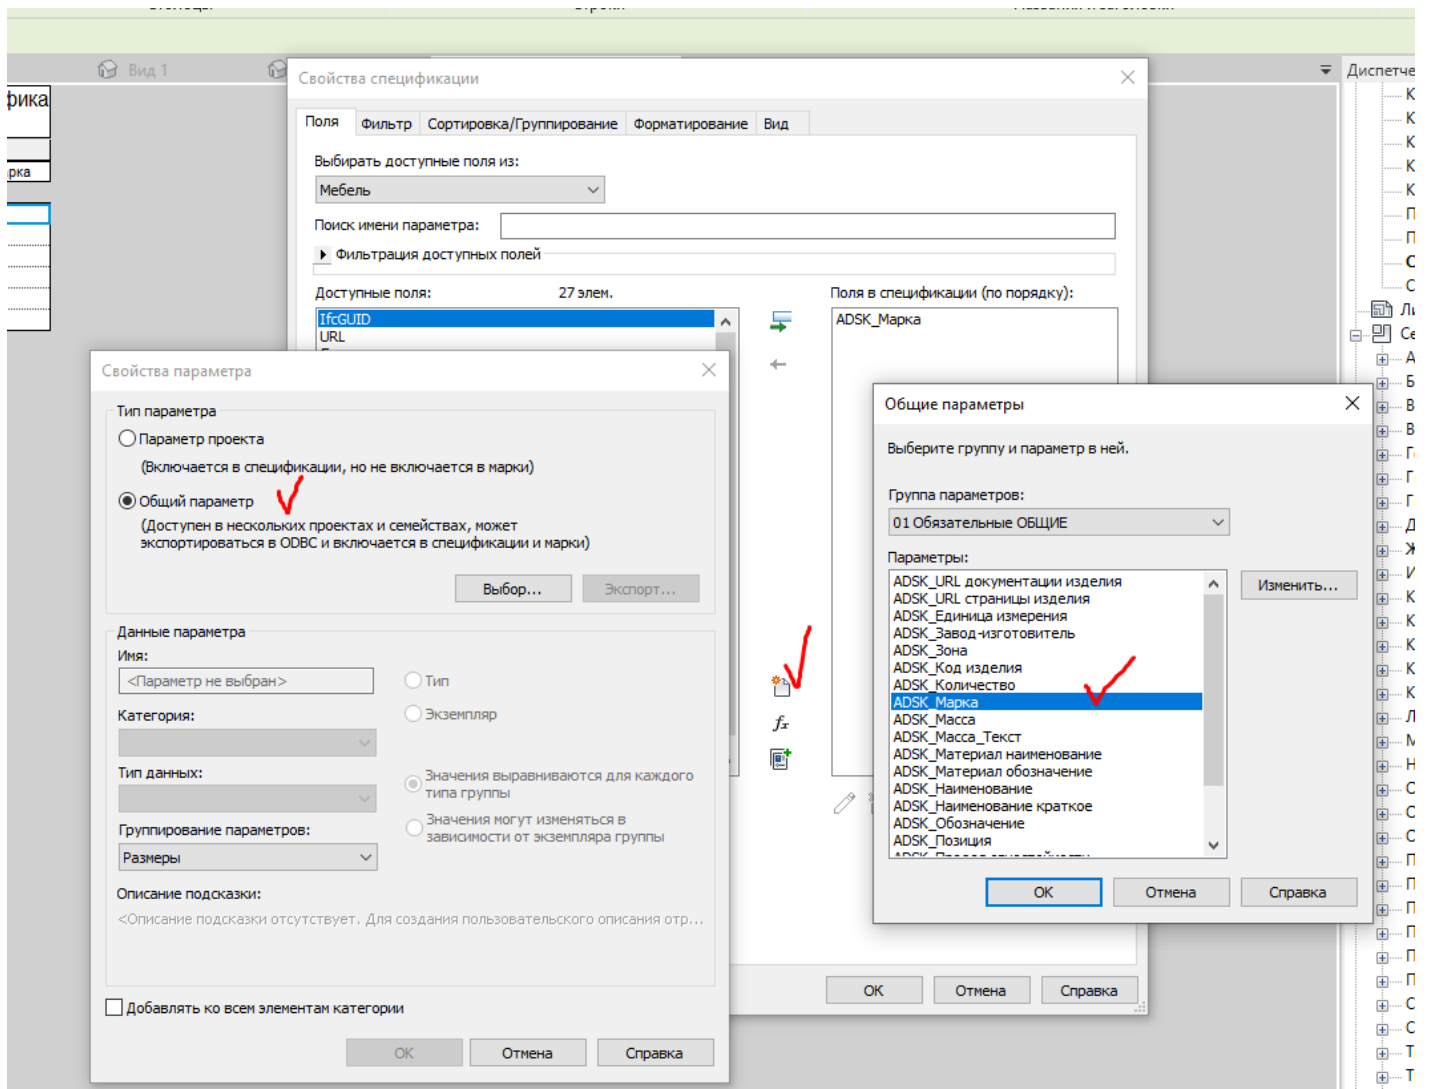 Вид 1
Диспетче
фика
рка
Свойства спецификации
Поля
Фильтр
Сортировка/Группирование
Форматирование
Вид
Выбирать доступные поля из:
Мебель
Поиск имени параметра:
Фильтрация доступных полей
Доступные поля:
27 элем.
Поля в спецификации (по порядку):
IfcGUID
URL
ADSK_Марка
fx
OK
Отмена
Справка
Свойства параметра
Тип параметра
Параметр проекта
(Включается в спецификации, но не включается в марки)
Общий параметр
(Доступен в нескольких проектах и семействах, может
экспортироваться в ODBC и включается в спецификации и марки)
Выбор...
Экспорт...
Данные параметра
Имя:
<Параметр не выбран>
Тип
Категория:
Экземпляр
Тип данных:
Значения выравниваются для каждого
типа группы
Группирование параметров:
Значения могут изменяться в
зависимости от экземпляра группы
Размеры
Описание подсказки:
<Описание подсказки отсутствует. Для создания пользовательского описания отр...
Добавлять ко всем элементам категории
OK
Отмена
Справка
Общие параметры
Выберите группу и параметр в ней.
Группа параметров:
01 Обязательные ОБЩИЕ
Параметры:
ADSK_URL документации изделия
ADSK_URL страницы изделия
ADSK_Единица измерения
ADSK_Завод-изготовитель
ADSK_Зона
ADSK_Код изделия
ADSK_Количество
ADSK_Марка
ADSK_Масса
ADSK_Масса_Текст
ADSK_Материал наименование
ADSK_Материал обозначение
ADSK_Наименование
ADSK_Наименование краткое
ADSK_Обозначение
ADSK_Позиция
Изменить...
OK
Отмена
Справка